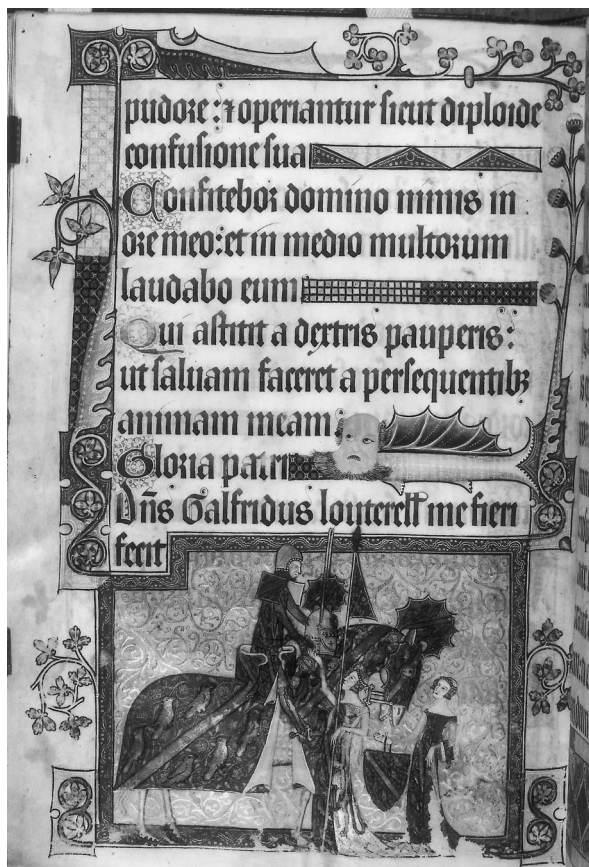 pudore : ⁊ operiantur sicut diploide
confusione sua
Confitebor domino nimis in
ore meo : et in medio multorum
laudabo eum
Qui astitit a dextris pauperis :
ut saluam faceret a persequentibꝫ
animam meam
Gloria patri
Dn̄s Galfridus louterell me fieri
fecit